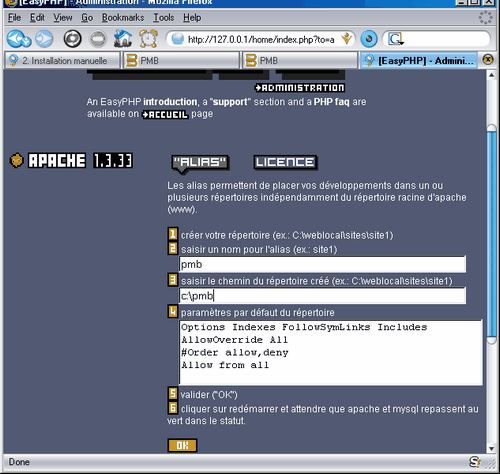 [EasyPHP] - Administration - Mozilla Firefox
File Edit View Go Bookmarks Tools Help
http://127.0.0.1/home/index.php?to=a
2. Installation manuelle PMB PMB [EasyPHP] - Admini...
ADMINISTRATION
An EasyPHP introduction, a "support" section and a PHP faq are
available on ACCUEIL page
APACHE 1.3.33 "ALIAS" LICENCE
Les alias permettent de placer vos développements dans un ou
plusieurs répertoires indépendamment du répertoire racine d'apache
(www).
1 créer votre répertoire (ex.: C:\weblocal\sites\site1)
2 saisir un nom pour l'alias (ex.: site1)
pmb
3 saisir le chemin du répertoire créé (ex.: C:\weblocal\sites\site1)
c:\pmb
4 paramètres par défaut du répertoire
Options Indexes FollowSymLinks Includes
AllowOverride All
#Order allow,deny
Allow from all
5 valider ("OK")
6 cliquer sur redémarrer et attendre que apache et mysql repassent au
vert dans le statut.
OK
Done